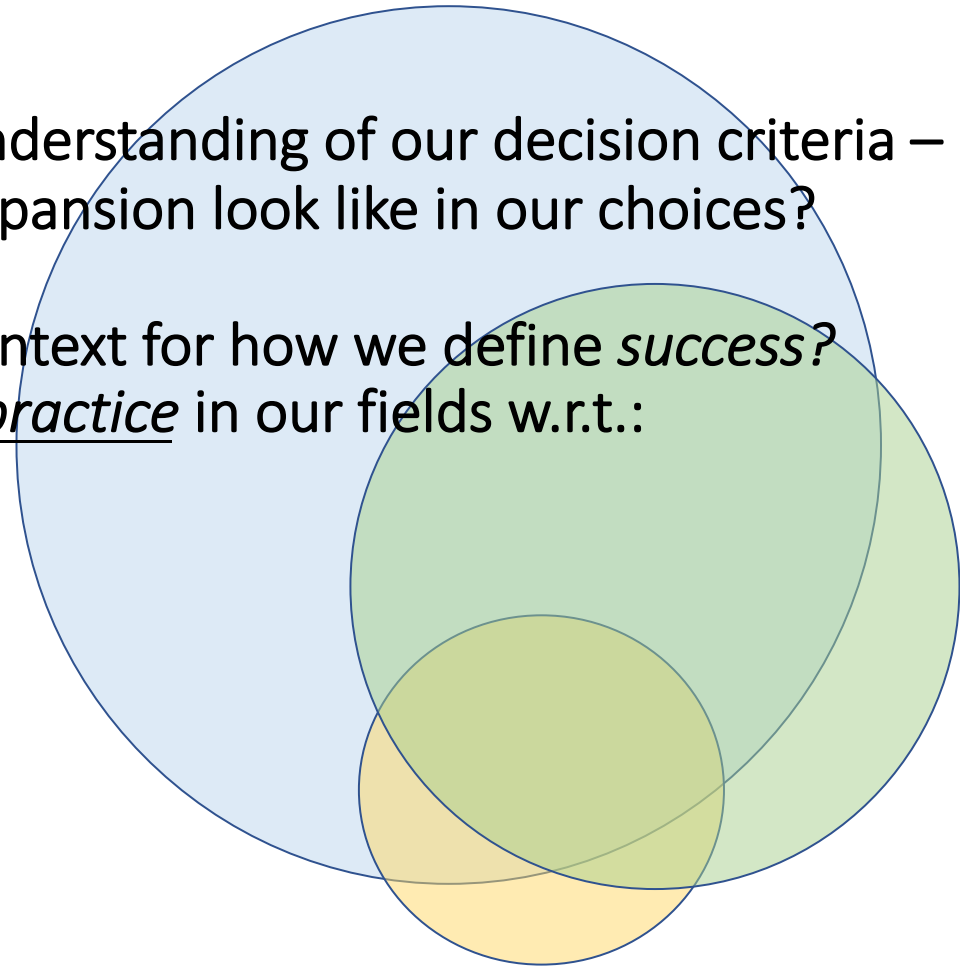 nderstanding of our decision criteria –
pansion look like in our choices?
ntext for how we define success?
practice in our fields w.r.t.: